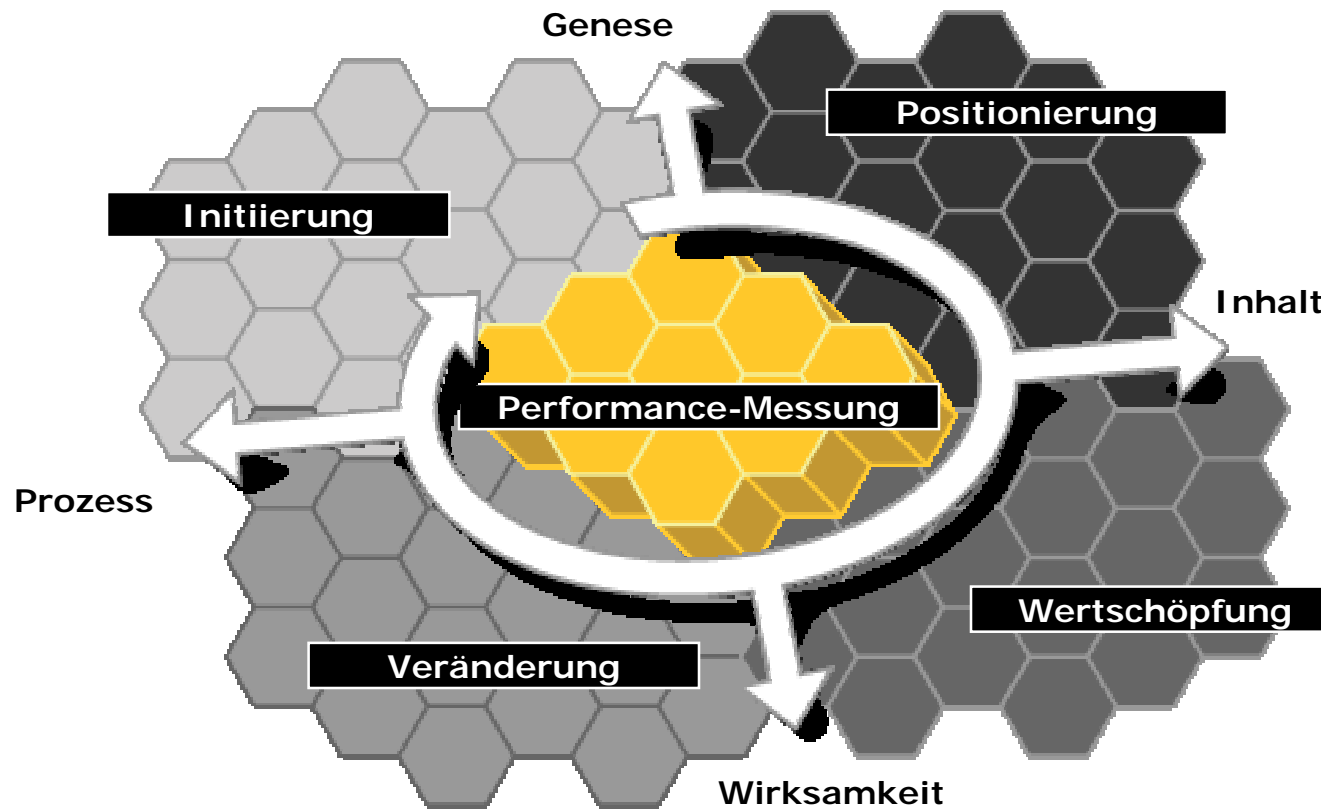 Genese
Positionierung
Initiierung
Inhalt
Performance-Messung
Prozess
Wertschöpfung
Veränderung
Wirksamkeit